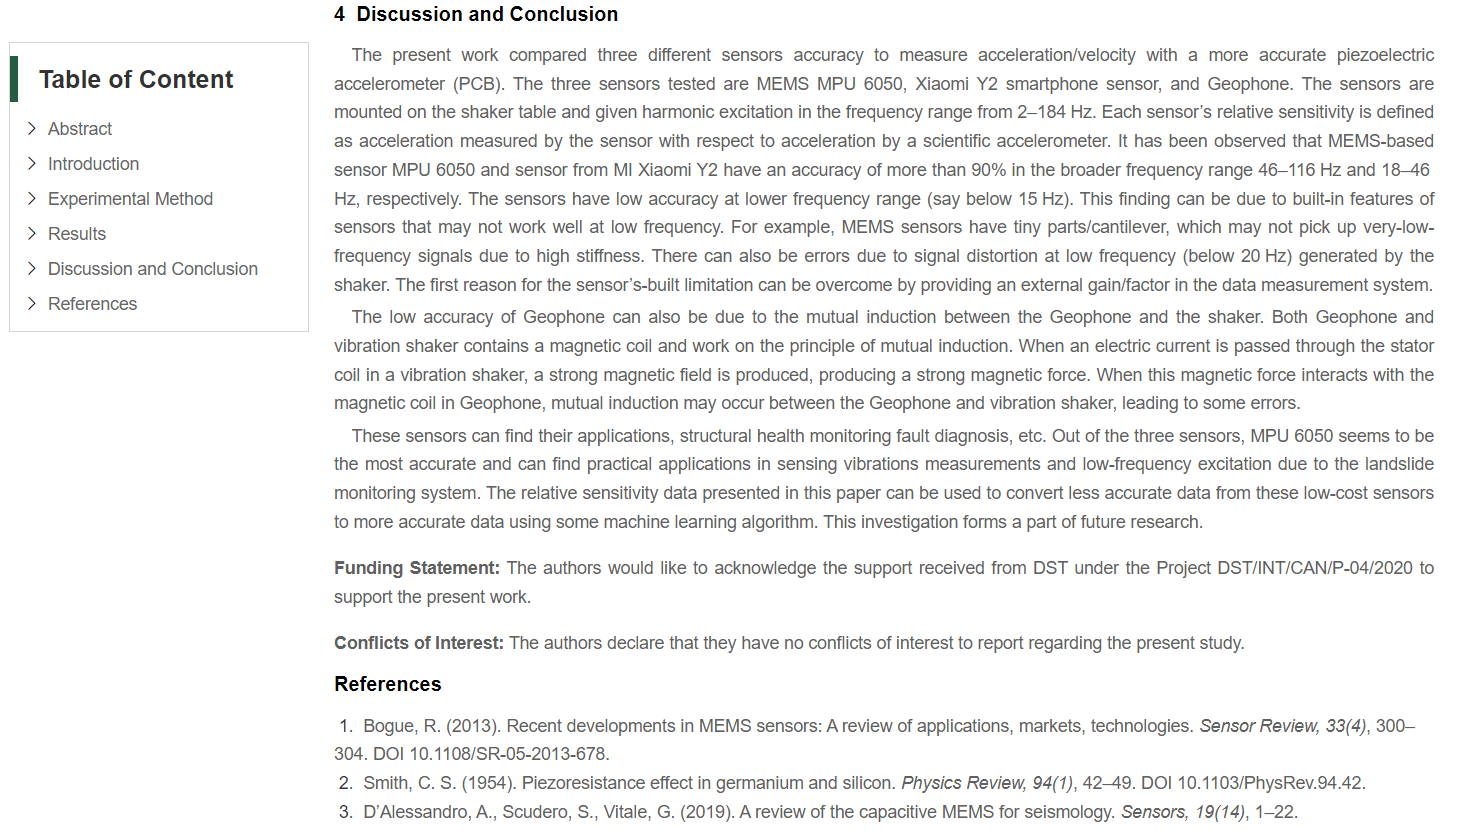 4 Discussion and Conclusion
Table of Content
Abstract
Introduction
Experimental Method
Results
Discussion and Conclusion
References
The present work compared three different sensors accuracy to measure acceleration/velocity with a more accurate piezoelectric
accelerometer (PCB). The three sensors tested are MEMS MPU 6050, Xiaomi Y2 smartphone sensor, and Geophone. The sensors are
mounted on the shaker table and given harmonic excitation in the frequency range from 2–184 Hz. Each sensor’s relative sensitivity is defined
as acceleration measured by the sensor with respect to acceleration by a scientific accelerometer. It has been observed that MEMS-based
sensor MPU 6050 and sensor from MI Xiaomi Y2 have an accuracy of more than 90% in the broader frequency range 46–116 Hz and 18–46
Hz, respectively. The sensors have low accuracy at lower frequency range (say below 15 Hz). This finding can be due to built-in features of
sensors that may not work well at low frequency. For example, MEMS sensors have tiny parts/cantilever, which may not pick up very-low-
frequency signals due to high stiffness. There can also be errors due to signal distortion at low frequency (below 20 Hz) generated by the
shaker. The first reason for the sensor’s-built limitation can be overcome by providing an external gain/factor in the data measurement system.
The low accuracy of Geophone can also be due to the mutual induction between the Geophone and the shaker. Both Geophone and
vibration shaker contains a magnetic coil and work on the principle of mutual induction. When an electric current is passed through the stator
coil in a vibration shaker, a strong magnetic field is produced, producing a strong magnetic force. When this magnetic force interacts with the
magnetic coil in Geophone, mutual induction may occur between the Geophone and vibration shaker, leading to some errors.
These sensors can find their applications, structural health monitoring fault diagnosis, etc. Out of the three sensors, MPU 6050 seems to be
the most accurate and can find practical applications in sensing vibrations measurements and low-frequency excitation due to the landslide
monitoring system. The relative sensitivity data presented in this paper can be used to convert less accurate data from these low-cost sensors
to more accurate data using some machine learning algorithm. This investigation forms a part of future research.
Funding Statement: The authors would like to acknowledge the support received from DST under the Project DST/INT/CAN/P-04/2020 to
support the present work.
Conflicts of Interest: The authors declare that they have no conflicts of interest to report regarding the present study.
References
1. Bogue, R. (2013). Recent developments in MEMS sensors: A review of applications, markets, technologies. Sensor Review, 33(4), 300–
304. DOI 10.1108/SR-05-2013-678.
2. Smith, C. S. (1954). Piezoresistance effect in germanium and silicon. Physics Review, 94(1), 42–49. DOI 10.1103/PhysRev.94.42.
3. D’Alessandro, A., Scudero, S., Vitale, G. (2019). A review of the capacitive MEMS for seismology. Sensors, 19(14), 1–22.